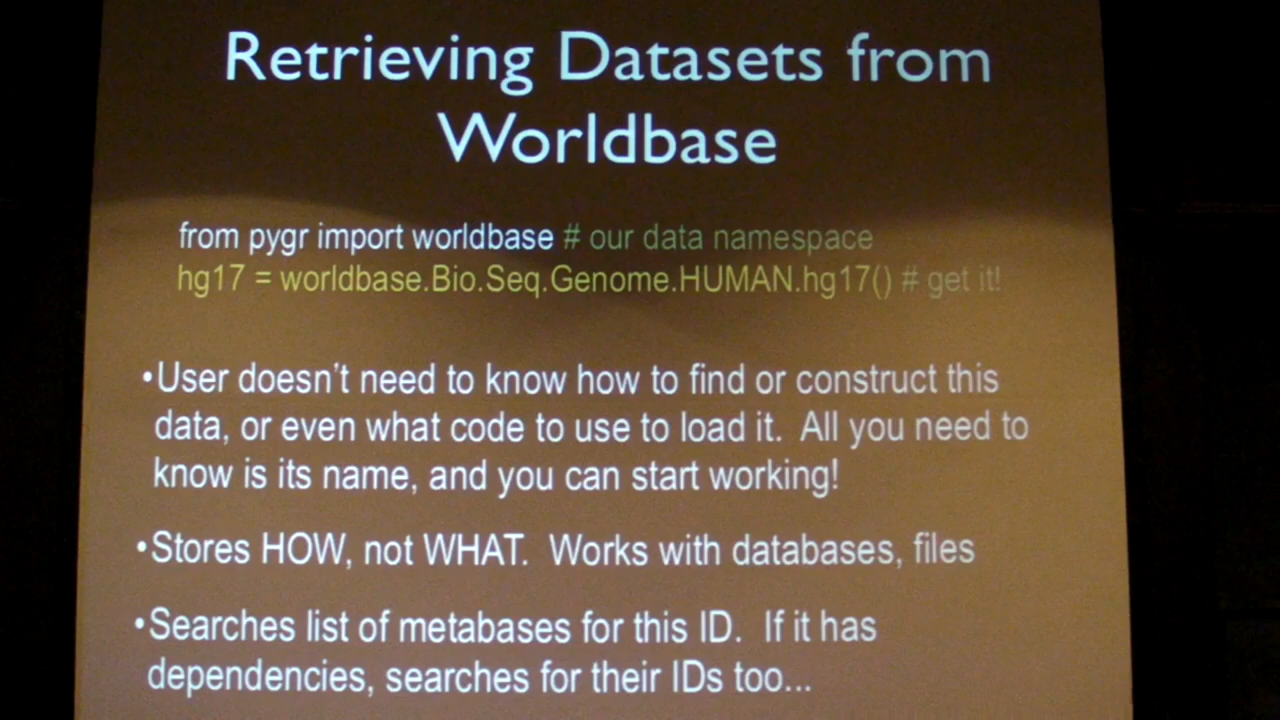 Retrieving Datasets from
Worldbase
from pygr import worldbase # our data namespace
hg17 = worldbase.Bio.Seq.Genome.HUMAN.hg17() # get it!
•User doesn't need to know how to find or construct this
data, or even what code to use to load it.  All you need to
know is its name, and you can start working!
•Stores HOW, not WHAT.  Works with databases, files
•Searches list of metabases for this ID.  If it has
dependencies, searches for their IDs too...